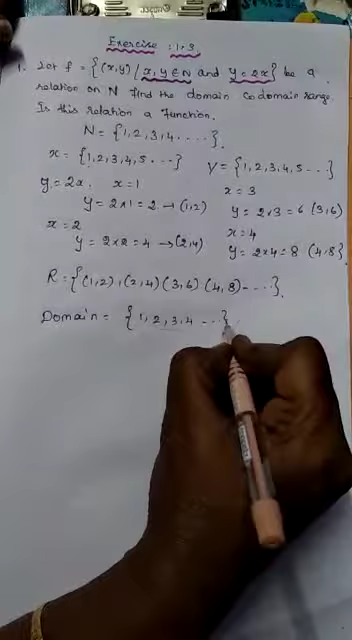 Exercise : 1.3
1. Let f = {(x,y) / x, y ∈ N and y = 2x} be a
relation on N find the domain Co domain range.
Is this relation a function.
N = {1, 2, 3, 4 ....}.
x = {1, 2, 3, 4, 5 ...} Y = {1, 2, 3, 4, 5 ...}
y = 2x. x = 1 x = 3
y = 2×1 = 2 → (1,2) y = 2×3 = 6 (3,6)
x = 2 x = 4
y = 2×2 = 4 → (2,4) y = 2×4 = 8 (4,8}
R = {(1,2), (2,4) (3,6) (4,8) - ....}.
Domain = {1, 2, 3, 4 ...}